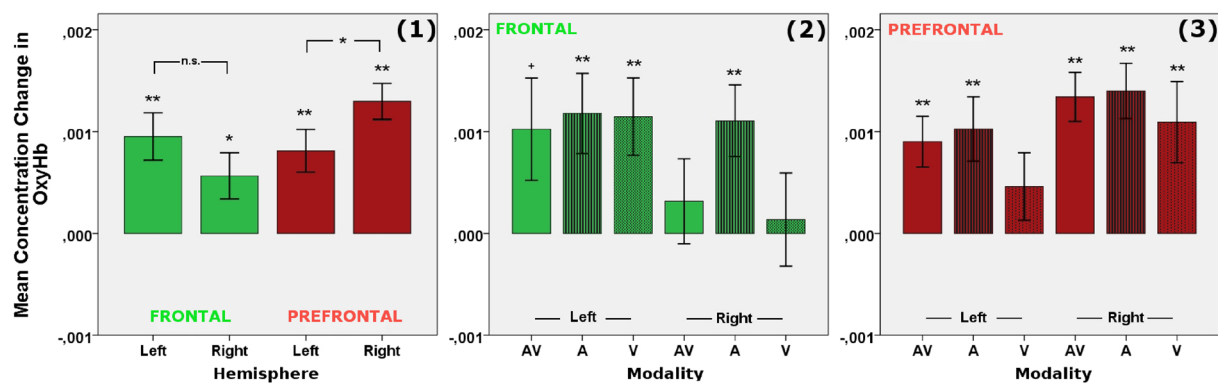 Mean Concentration Change in
OxyHb
,002
,001
,000
-,001
(1)
n.s.
*
**
*
**
**
FRONTAL PREFRONTAL
Left Right Left Right
Hemisphere
,002
,001
,000
-,001
FRONTAL (2)
+ ** ** **
Left Right
AV A V AV A V
Modality
,002
,001
,000
-,001
PREFRONTAL (3)
** ** ** ** **
Left Right
AV A V AV A V
Modality